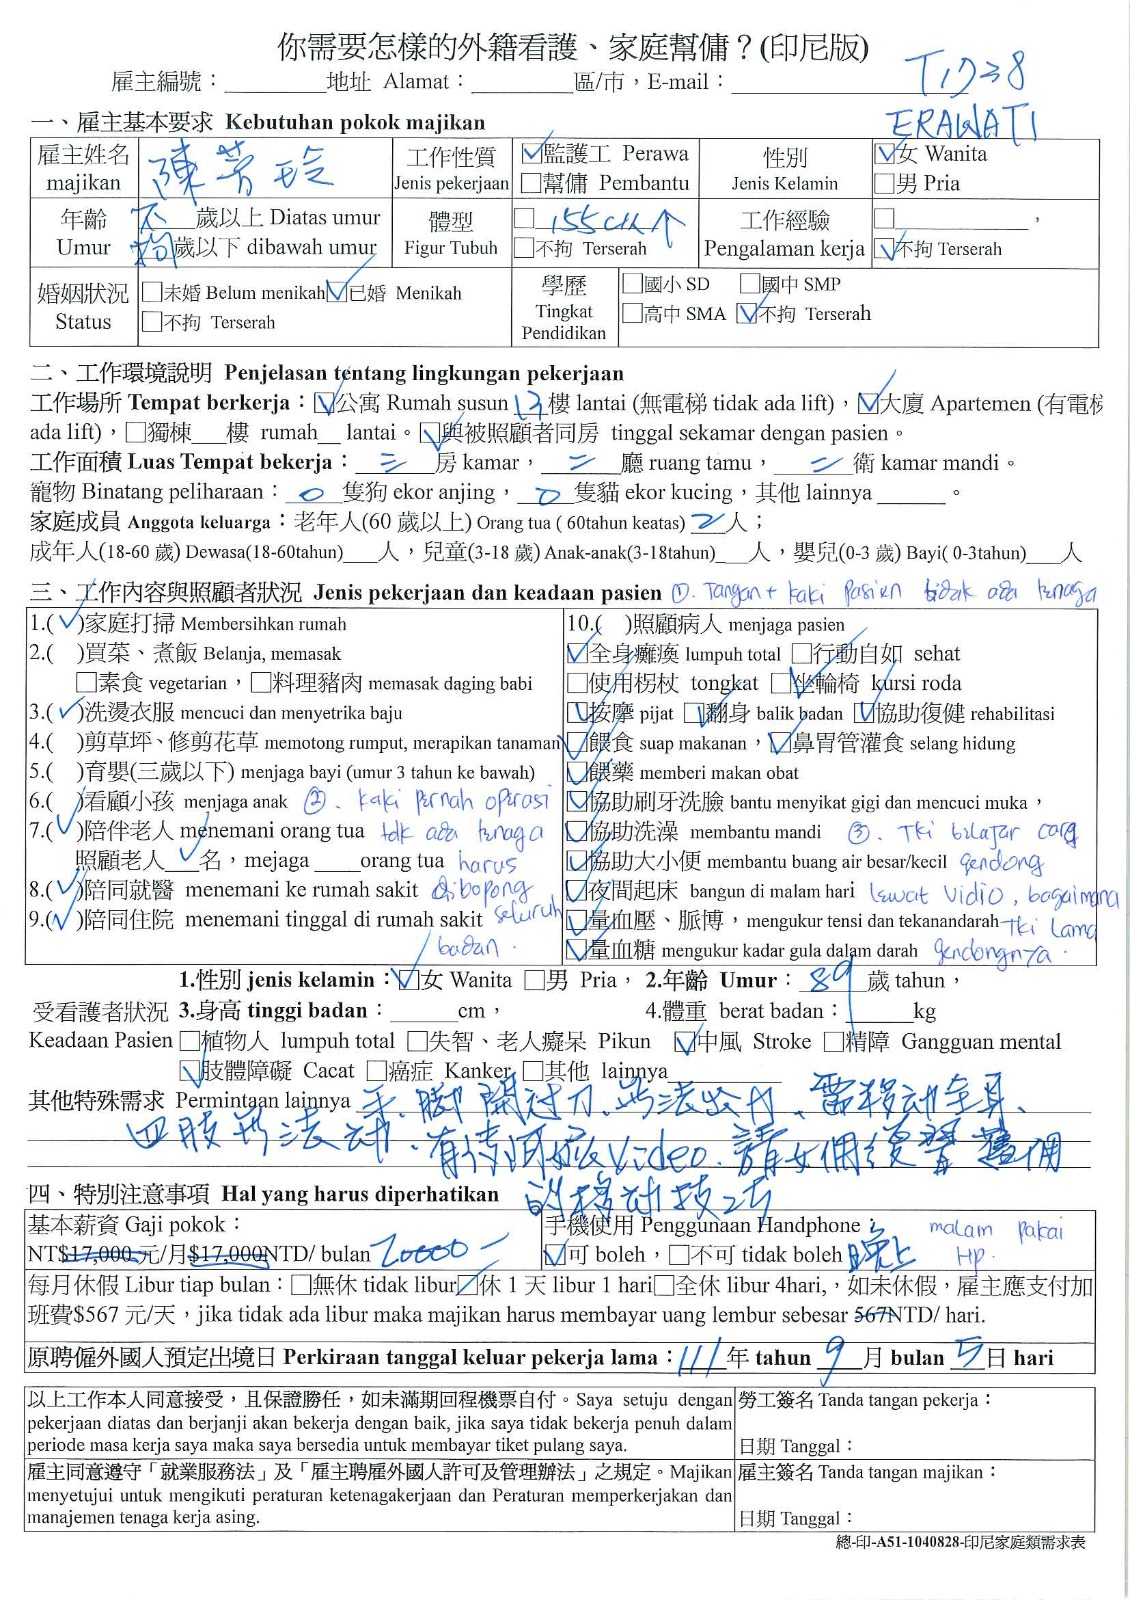 你需要怎樣的外籍看護、家庭幫傭？(印尼版)
雇主編號：________地址 Alamat：________區/市，E-mail：________
ERAWATI
一、雇主基本要求 Kebutuhan pokok majikan
雇主姓名 majikan 陳芳玲 工作性質 Jenis pekerjaan ☑監護工 Perawa □幫傭 Pembantu 性別 Jenis Kelamin ☑女 Wanita □男 Pria
年齡 Umur 不拘 ___歲以上 Diatas umur ___歲以下 dibawah umur 體型 Figur Tubuh □ 155cm↑ □不拘 Terserah 工作經驗 Pengalaman kerja □________， ☑不拘 Terserah
婚姻狀況 Status □未婚 Belum menikah ☑已婚 Menikah □不拘 Terserah 學歷 Tingkat Pendidikan □國小 SD □國中 SMP □高中 SMA ☑不拘 Terserah
二、工作環境說明 Penjelasan tentang lingkungan pekerjaan
工作場所 Tempat berkerja：☑公寓 Rumah susun 13 樓 lantai (無電梯 tidak ada lift)，☑大廈 Apartemen (有電梯
ada lift)，□獨棟___樓 rumah__ lantai。☑與被照顧者同房 tinggal sekamar dengan pasien。
工作面積 Luas Tempat bekerja：三房 kamar，二廳 ruang tamu，二衛 kamar mandi。
寵物 Binatang peliharaan：0 隻狗 ekor anjing，0 隻貓 ekor kucing，其他 lainnya ______。
家庭成員 Anggota keluarga：老年人(60 歲以上) Orang tua ( 60tahun keatas) 2 人；
成年人(18-60 歲) Dewasa(18-60tahun)___人，兒童(3-18 歲) Anak-anak(3-18tahun)___人，嬰兒(0-3 歲) Bayi( 0-3tahun)___人
三、工作內容與照顧者狀況 Jenis pekerjaan dan keadaan pasien ①. Tangan + kaki pasien tidak ada tenaga
1.(✓)家庭打掃 Membersihkan rumah
2.( )買菜、煮飯 Belanja, memasak
□素食 vegetarian，□料理豬肉 memasak daging babi
3.(✓)洗燙衣服 mencuci dan menyetrika baju
4.( )剪草坪、修剪花草 memotong rumput, merapikan tanaman
5.( )育嬰(三歲以下) menjaga bayi (umur 3 tahun ke bawah)
6.( )看顧小孩 menjaga anak ②. kaki pernah operasi
7.(✓)陪伴老人 menemani orang tua tdk ada tenaga
照顧老人___名，mejaga ____orang tua harus
8.(✓)陪同就醫 menemani ke rumah sakit dibopong
9.(✓)陪同住院 menemani tinggal di rumah sakit seluruh
badan.
10.( )照顧病人 menjaga pasien
☑全身癱瘓 lumpuh total □行動自如 sehat
□使用柺杖 tongkat ☑坐輪椅 kursi roda
☑按摩 pijat ☑翻身 balik badan ☑協助復健 rehabilitasi
☑餵食 suap makanan，☑鼻胃管灌食 selang hidung
☑餵藥 memberi makan obat
☑協助刷牙洗臉 bantu menyikat gigi dan mencuci muka，
☑協助洗澡 membantu mandi ③. Tki belajar cara
☑協助大小便 membantu buang air besar/kecil gendong
☑夜間起床 bangun di malam hari lewat Vidio, bagaimana
☑量血壓、脈博，mengukur tensi dan tekanandarah Tki Lama
☑量血糖 mengukur kadar gula dalam darah gendongnya.
受看護者狀況 Keadaan Pasien
1.性別 jenis kelamin：☑女 Wanita □男 Pria，2.年齡 Umur：89 歲 tahun，
3.身高 tinggi badan：______cm， 4.體重 berat badan：______kg
□植物人 lumpuh total □失智、老人癡呆 Pikun ☑中風 Stroke □精障 Gangguan mental
☑肢體障礙 Cacat □癌症 Kanker □其他 lainnya________
其他特殊需求 Permintaan lainnya 手、腳開過刀、無法出力、需移动全身、
四肢無法动、Video、請女傭
的移动技巧
四、特別注意事項 Hal yang harus diperhatikan
基本薪資 Gaji pokok：
NT$17,000元/月$17,000NTD/ bulan 20000
手機使用 Penggunaan Handphone： malam pakai
☑可 boleh，□不可 tidak boleh 晚上 HP.
每月休假 Libur tiap bulan：□無休 tidak libur ☑休 1 天 libur 1 hari □全休 libur 4hari,，如未休假，雇主應支付加
班費$567 元/天，jika tidak ada libur maka majikan harus membayar uang lembur sebesar 567NTD/ hari.
原聘僱外國人預定出境日 Perkiraan tanggal keluar pekerja lama：111年 tahun 9月 bulan 5日 hari
以上工作本人同意接受，且保證勝任，如未滿期回程機票自付。Saya setuju dengan
pekerjaan diatas dan berjanji akan bekerja dengan baik, jika saya tidak bekerja penuh dalam
periode masa kerja saya maka saya bersedia untuk membayar tiket pulang saya.
勞工簽名 Tanda tangan pekerja：
日期 Tanggal：
雇主同意遵守「就業服務法」及「雇主聘雇外國人許可及管理辦法」之規定。Majikan
menyetujui untuk mengikuti peraturan ketenagakerjaan dan Peraturan memperkerjakan dan
manajemen tenaga kerja asing.
雇主簽名 Tanda tangan majikan：
日期 Tanggal：
總-印-A51-1040828-印尼家庭類需求表